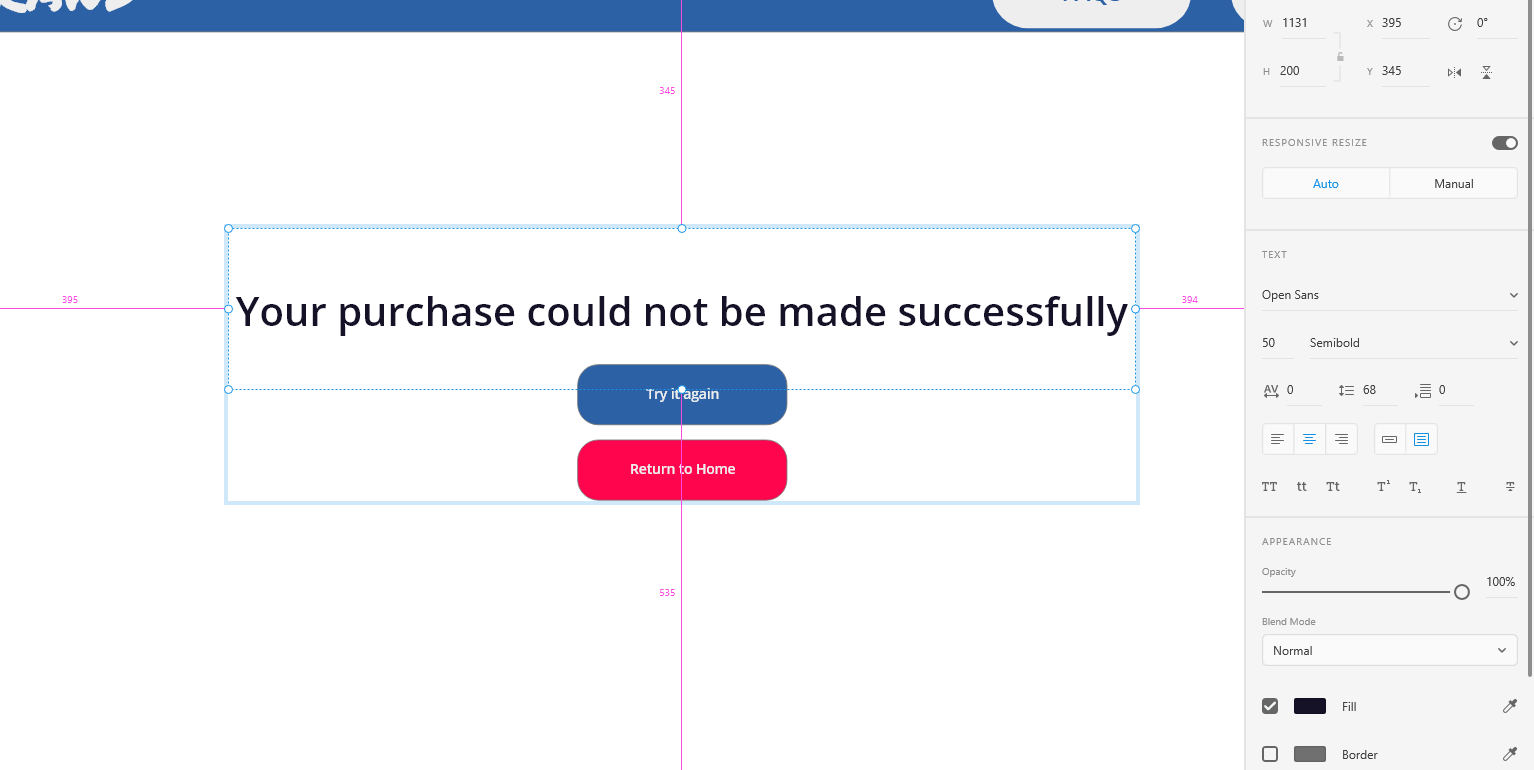 FAQs
W 1131 X 395 0°
H 200 Y 345
345
RESPONSIVE RESIZE
Auto Manual
TEXT
Open Sans
395
394
Your purchase could not be made successfully
50 Semibold
AV 0 68 0
Try it again
Return to Home
TT tt Tt T¹ T₁ T T
APPEARANCE
Opacity
100%
535
Blend Mode
Normal
Fill
Border